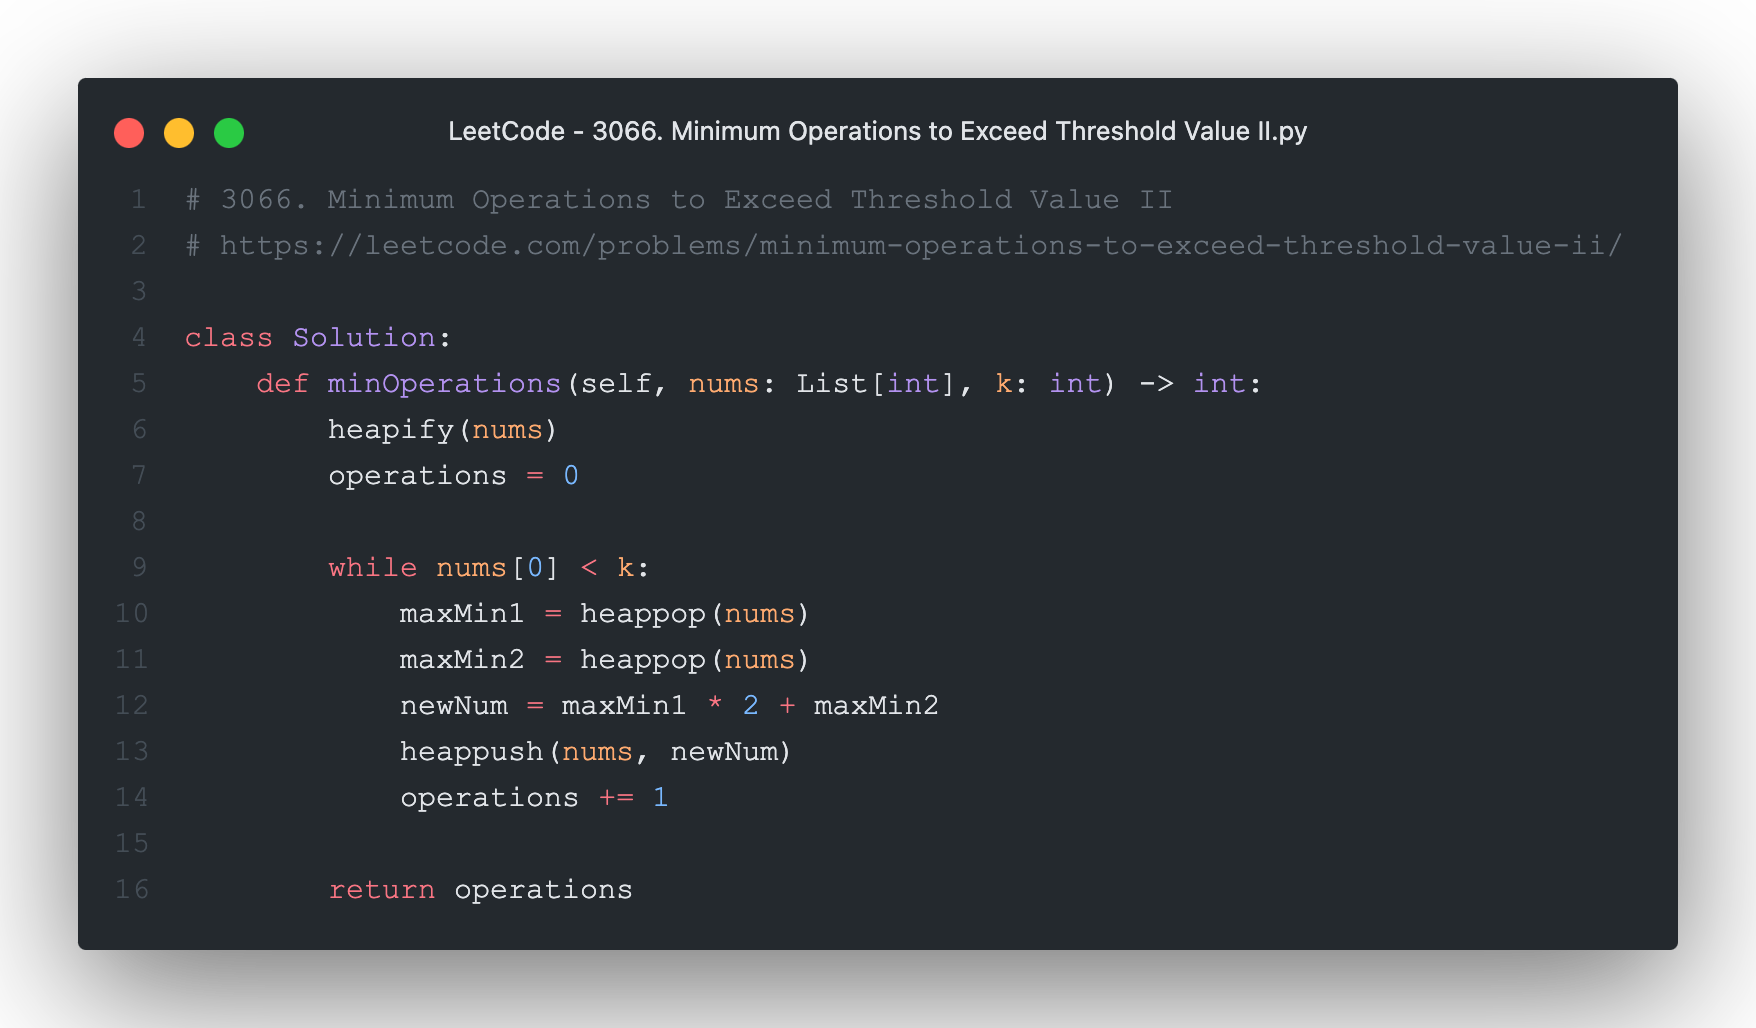 LeetCode - 3066. Minimum Operations to Exceed Threshold Value II.py
1 # 3066. Minimum Operations to Exceed Threshold Value II
2 # https://leetcode.com/problems/minimum-operations-to-exceed-threshold-value-ii/
3
4 class Solution:
5     def minOperations(self, nums: List[int], k: int) -> int:
6         heapify(nums)
7         operations = 0
8
9         while nums[0] < k:
10             maxMin1 = heappop(nums)
11             maxMin2 = heappop(nums)
12             newNum = maxMin1 * 2 + maxMin2
13             heappush(nums, newNum)
14             operations += 1
15
16         return operations